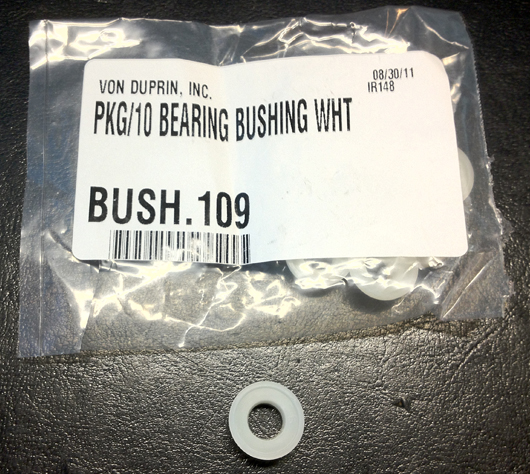 VON DUPRIN, INC.
08/30/11
IR148
PKG/10 BEARING BUSHING WHT
BUSH.109